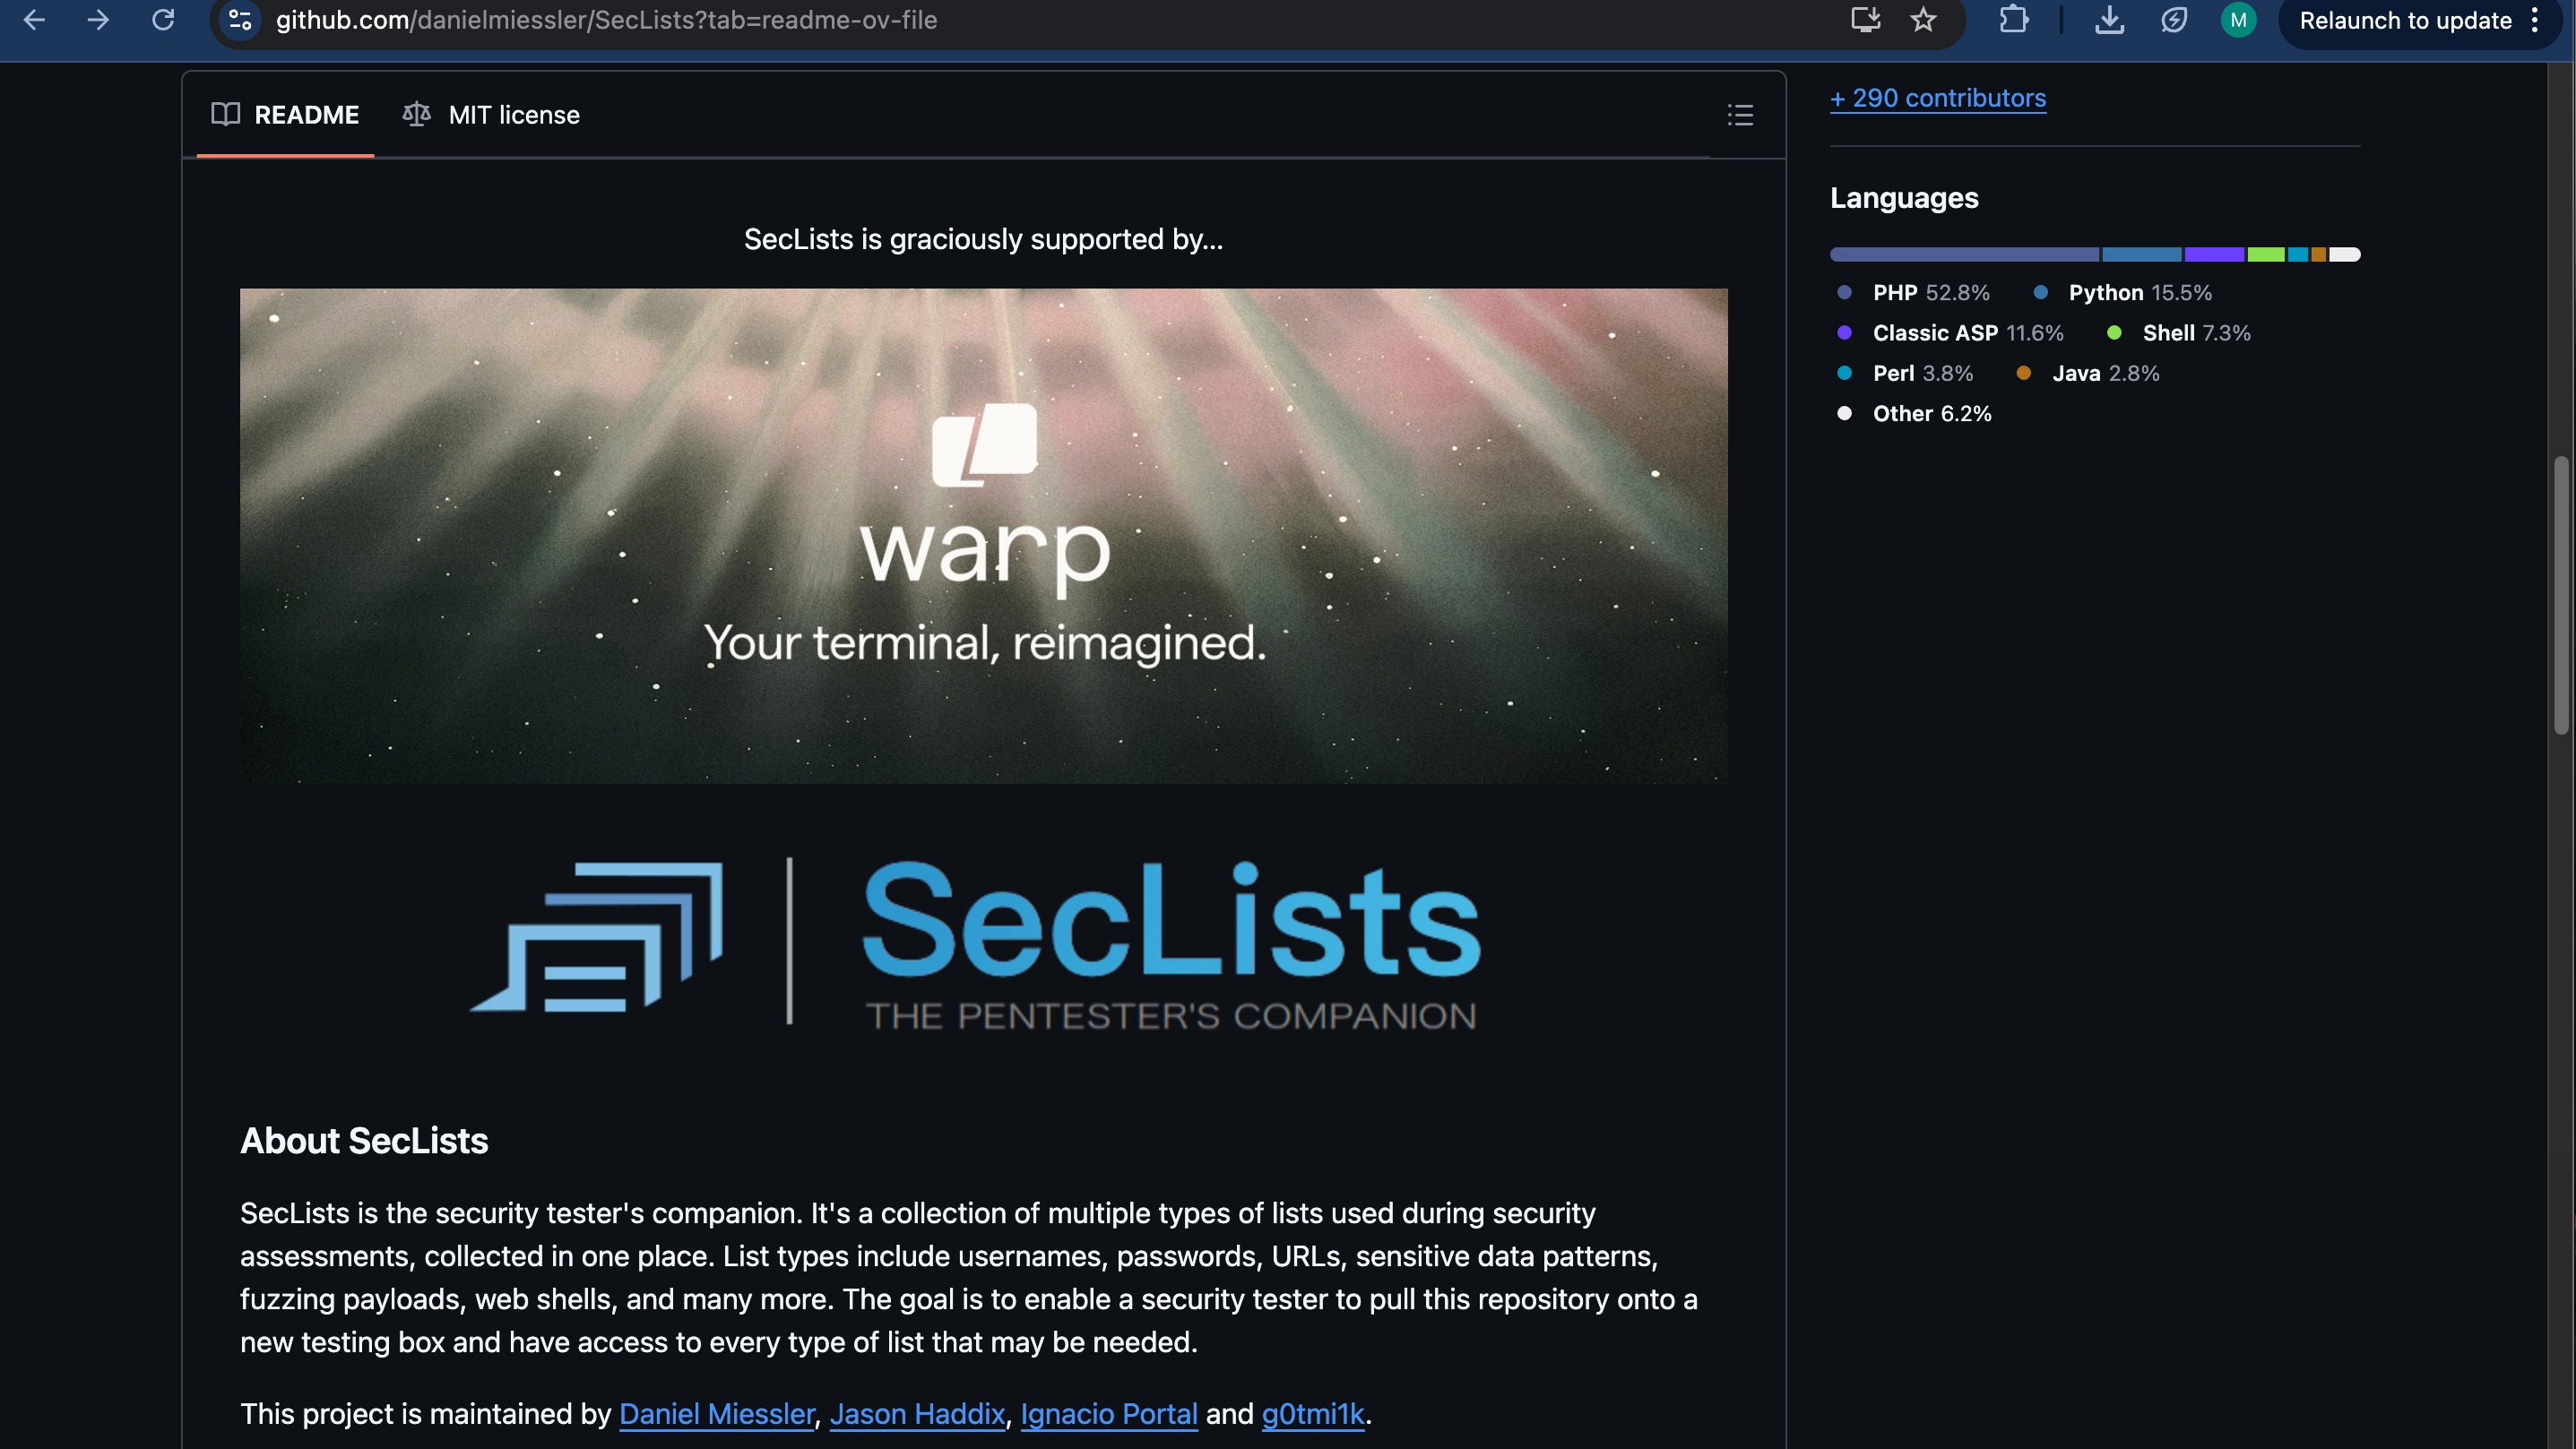 github.com/danielmiessler/SecLists?tab=readme-ov-file
M
Relaunch to update
README
MIT license
SecLists is graciously supported by...
warp
Your terminal, reimagined.
SecLists
THE PENTESTER'S COMPANION
About SecLists
SecLists is the security tester's companion. It's a collection of multiple types of lists used during security
assessments, collected in one place. List types include usernames, passwords, URLs, sensitive data patterns,
fuzzing payloads, web shells, and many more. The goal is to enable a security tester to pull this repository onto a
new testing box and have access to every type of list that may be needed.
This project is maintained by Daniel Miessler, Jason Haddix, Ignacio Portal and g0tmi1k.
+ 290 contributors
Languages
PHP 52.8% Python 15.5%
Classic ASP 11.6% Shell 7.3%
Perl 3.8% Java 2.8%
Other 6.2%